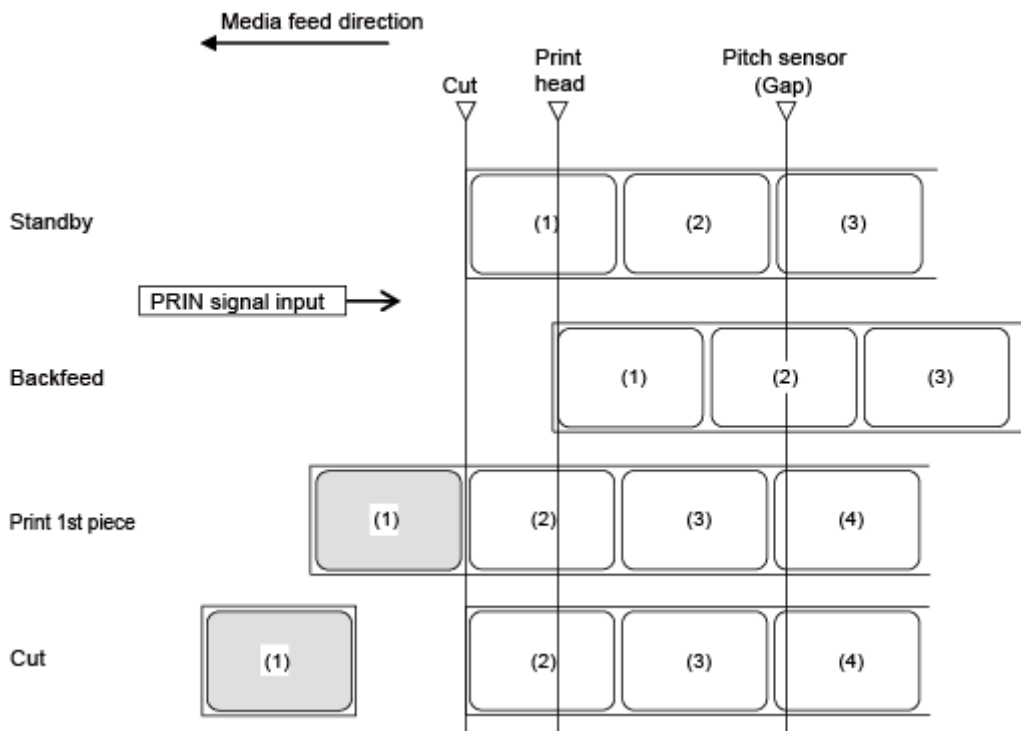 Media feed direction
Cut
Print
head
Pitch sensor
(Gap)
Standby
(1)
(2)
(3)
PRIN signal input
Backfeed
(1)
(2)
(3)
Print 1st piece
(1)
(2)
(3)
(4)
Cut
(1)
(2)
(3)
(4)